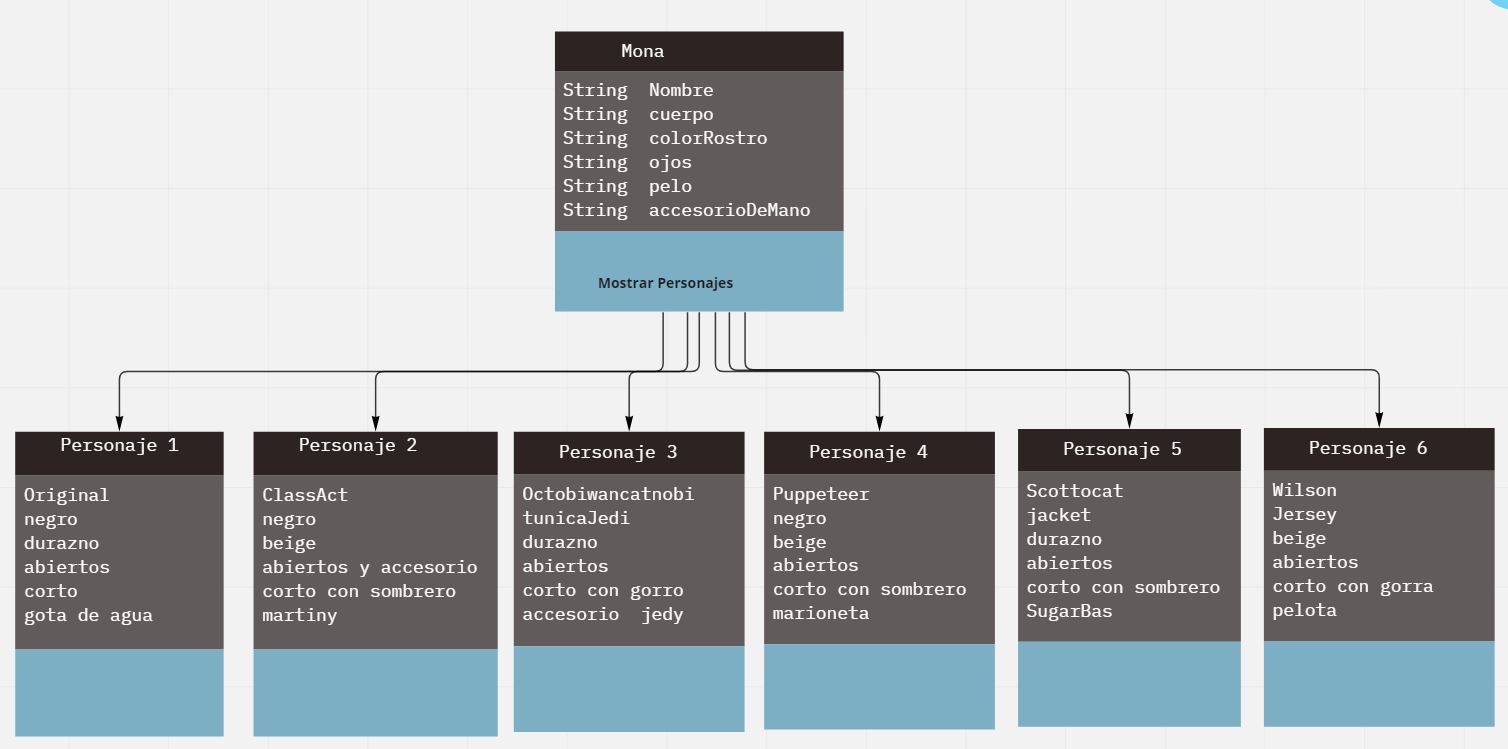 Mona
String  Nombre
String  cuerpo
String  colorRostro
String  ojos
String  pelo
String  accesorioDeMano
Mostrar Personajes
Personaje 1
Original
negro
durazno
abiertos
corto
gota de agua
Personaje 2
ClassAct
negro
beige
abiertos y accesorio
corto con sombrero
martiny
Personaje 3
Octobiwancatnobi
tunicaJedi
durazno
abiertos
corto con gorro
accesorio  jedy
Personaje 4
Puppeteer
negro
beige
abiertos
corto con sombrero
marioneta
Personaje 5
Scottocat
jacket
durazno
abiertos
corto con sombrero
SugarBas
Personaje 6
Wilson
Jersey
beige
abiertos
corto con gorra
pelota